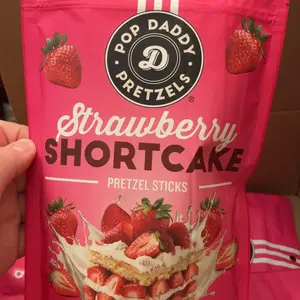 POP DADDY
D
PRETZELS
®
Strawberry
SHORTCAKE
PRETZEL STICKS